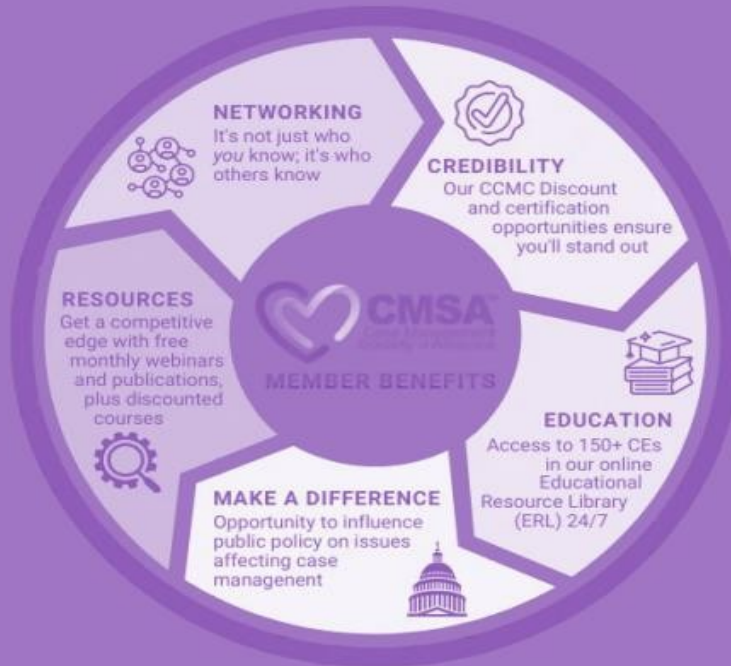 NETWORKING
It's not just who
you know; it's who
others know
CREDIBILITY
Our CCMC Discount
and certification
opportunities ensure
you'll stand out
EDUCATION
Access to 150+ CEs
in our online
Educational
Resource Library
(ERL) 24/7
MAKE A DIFFERENCE
Opportunity to influence
public policy on issues
affecting case
management
RESOURCES
Get a competitive
edge with free
monthly webinars
and publications,
plus discounted
courses
CMSA
MEMBER BENEFITS